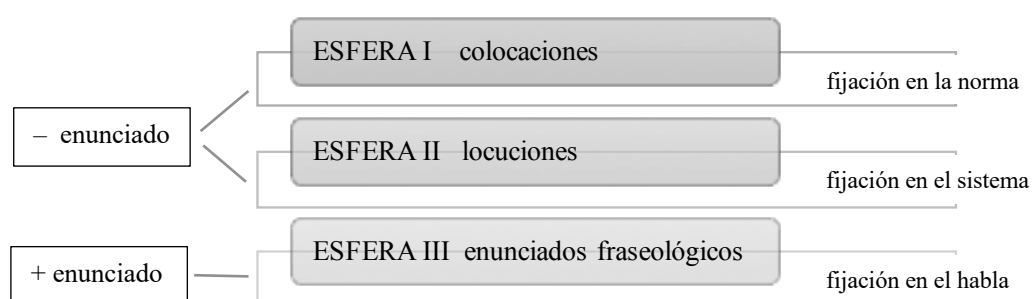 ESFERA I colocaciones
fijación en la norma
– enunciado
ESFERA II locuciones
fijación en el sistema
ESFERA III enunciados fraseológicos
+ enunciado
fijación en el habla